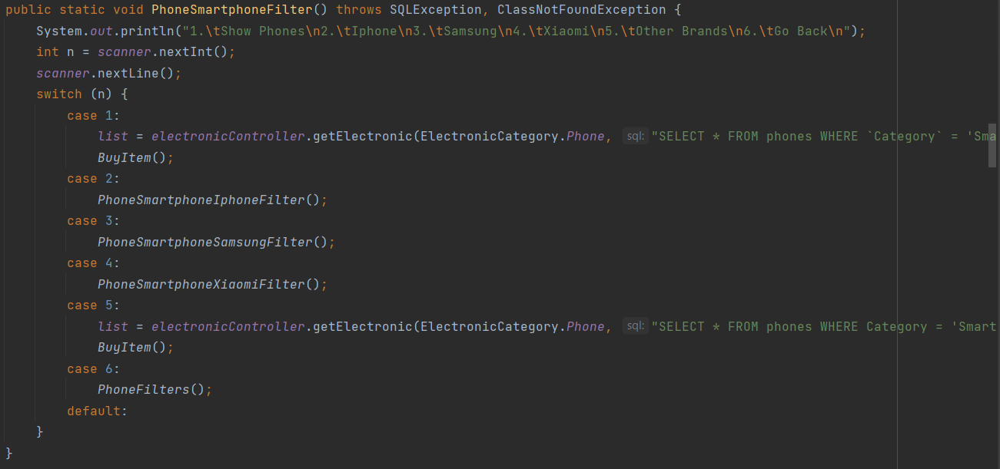 public static void PhoneSmartphoneFilter() throws SQLException, ClassNotFoundException {
System.out.println("1.\tShow Phones\n2.\tIphone\n3.\tSamsung\n4.\tXiaomi\n5.\tOther Brands\n6.\tGo Back\n");
int n = scanner.nextInt();
scanner.nextLine();
switch (n) {
case 1:
list = electronicController.getElectronic(ElectronicCategory.Phone, sql: "SELECT * FROM phones WHERE `Category` = 'Sma
BuyItem();
case 2:
PhoneSmartphoneIphoneFilter();
case 3:
PhoneSmartphoneSamsungFilter();
case 4:
PhoneSmartphoneXiaomiFilter();
case 5:
list = electronicController.getElectronic(ElectronicCategory.Phone, sql: "SELECT * FROM phones WHERE Category = 'Smart
BuyItem();
case 6:
PhoneFilters();
default:
}
}